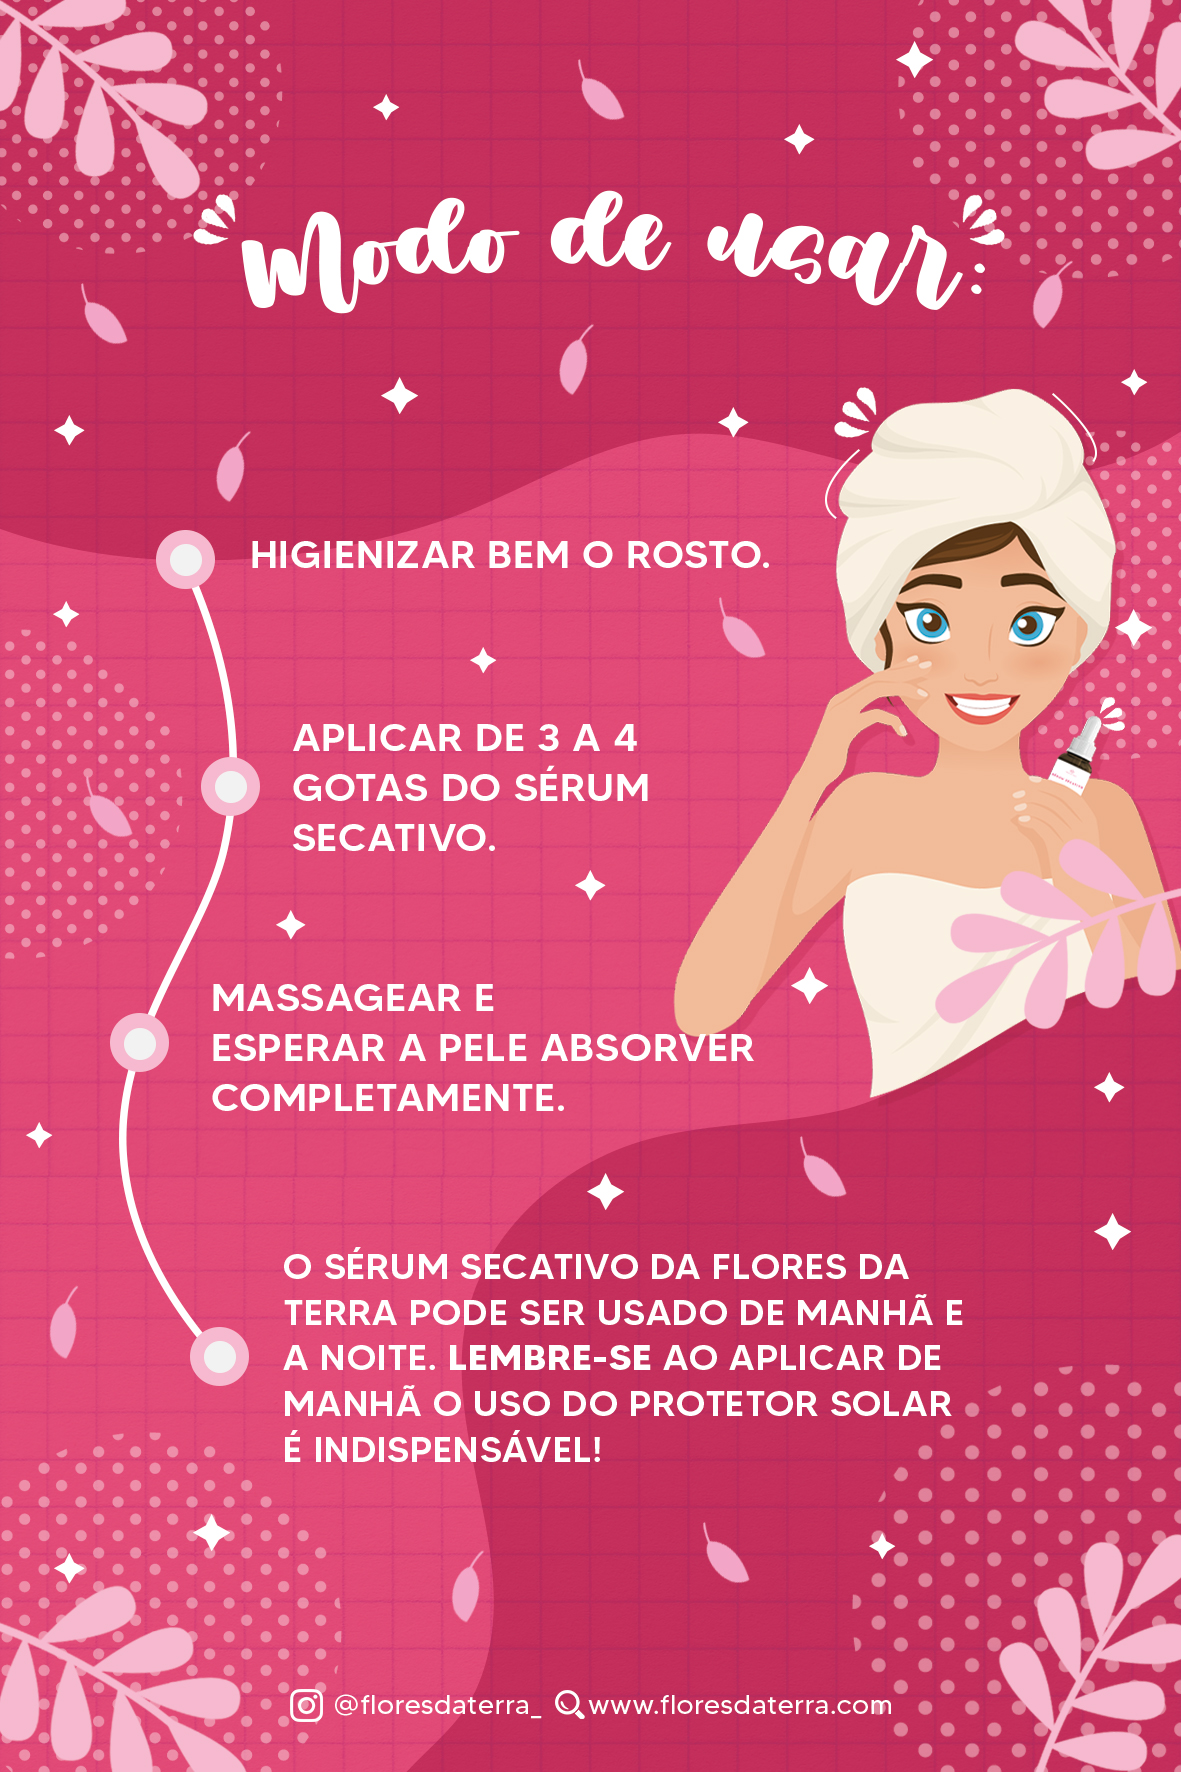 Modo de usar:
HIGIENIZAR BEM O ROSTO.
APLICAR DE 3 A 4
GOTAS DO SÉRUM
SECATIVO.
MASSAGEAR E
ESPERAR A PELE ABSORVER
COMPLETAMENTE.
O SÉRUM SECATIVO DA FLORES DA
TERRA PODE SER USADO DE MANHÃ E
A NOITE. LEMBRE-SE AO APLICAR DE
MANHÃ O USO DO PROTETOR SOLAR
É INDISPENSÁVEL!
@floresdaterra_ www.floresdaterra.com